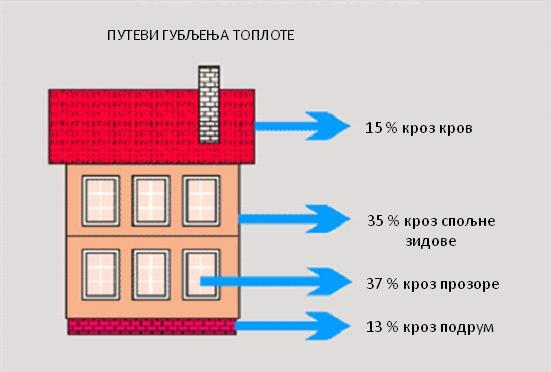 ПУТЕВИ ГУБЉЕЊА ТОПЛОТЕ
15 % кроз кров
35 % кроз спољне
зидове
37 % кроз прозоре
13 % кроз подрум